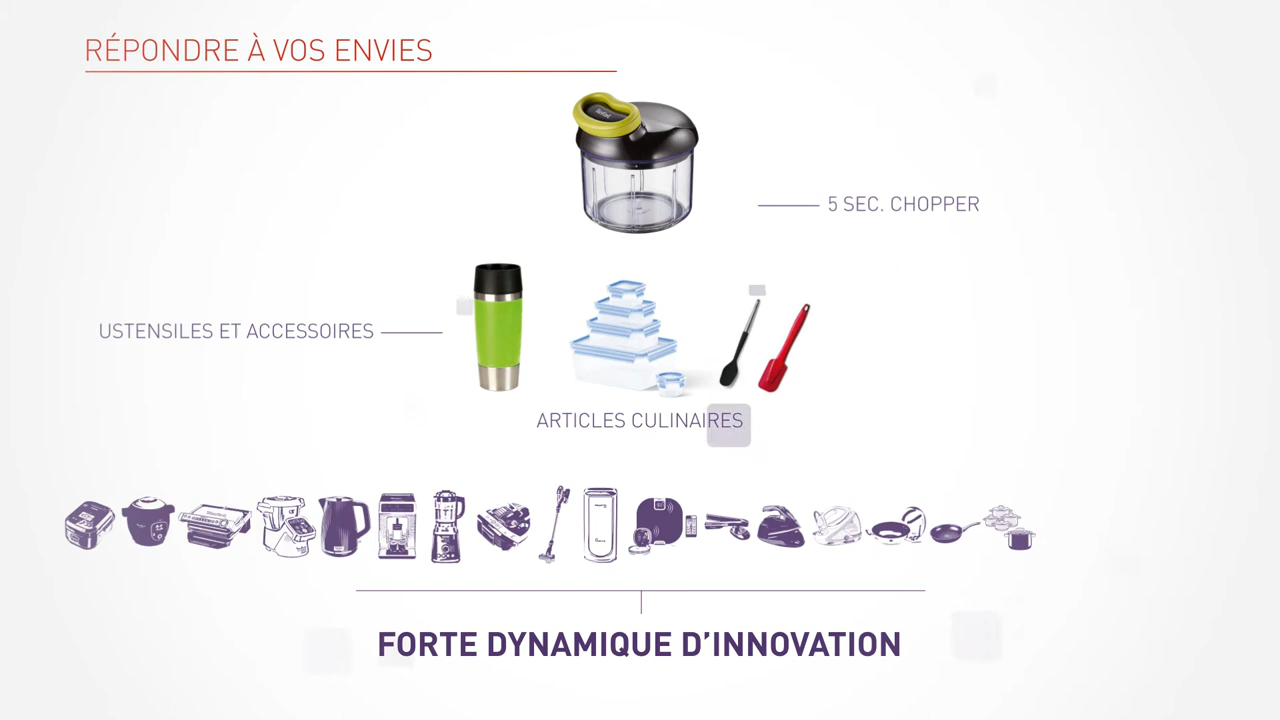 RÉPONDRE À VOS ENVIES
5 SEC. CHOPPER
USTENSILES ET ACCESSOIRES
ARTICLES CULINAIRES
FORTE DYNAMIQUE D’INNOVATION